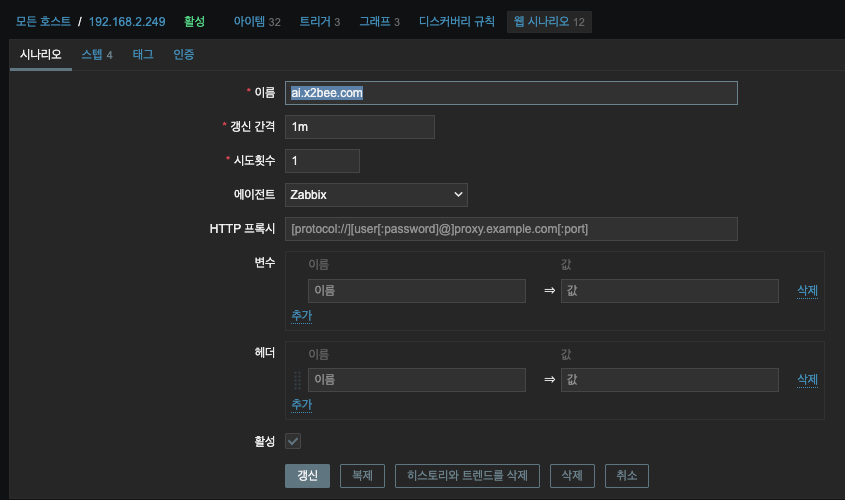 모든 호스트 / 192.168.2.249 활성 아이템 32 트리거 3 그래프 3 디스커버리 규칙 웹 시나리오 12
시나리오 스텝 4 태그 인증
* 이름 ai.x2bee.com
* 갱신 간격 1m
* 시도횟수 1
에이전트 Zabbix
HTTP 프록시 [protocol://][user[:password]@]proxy.example.com[:port]
변수 이름 값
이름 ⇒ 값 삭제
추가
헤더 이름 값
이름 ⇒ 값 삭제
추가
활성
갱신 복제 히스토리와 트렌드를 삭제 삭제 취소